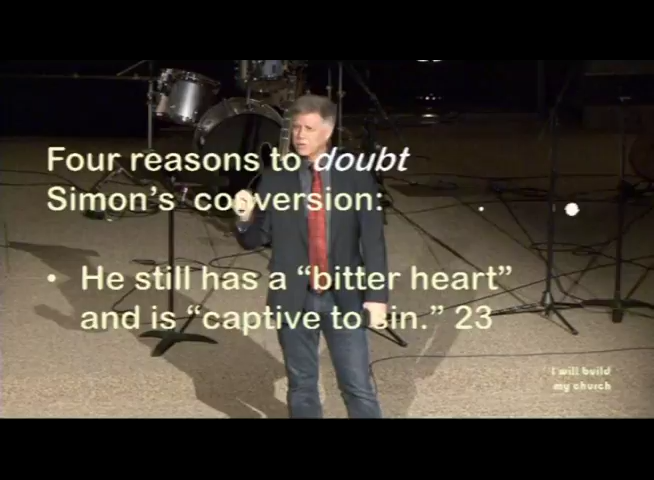 Four reasons to doubt
Simon's conversion:
• He still has a "bitter heart"
and is "captive to sin." 23
I will build
my church